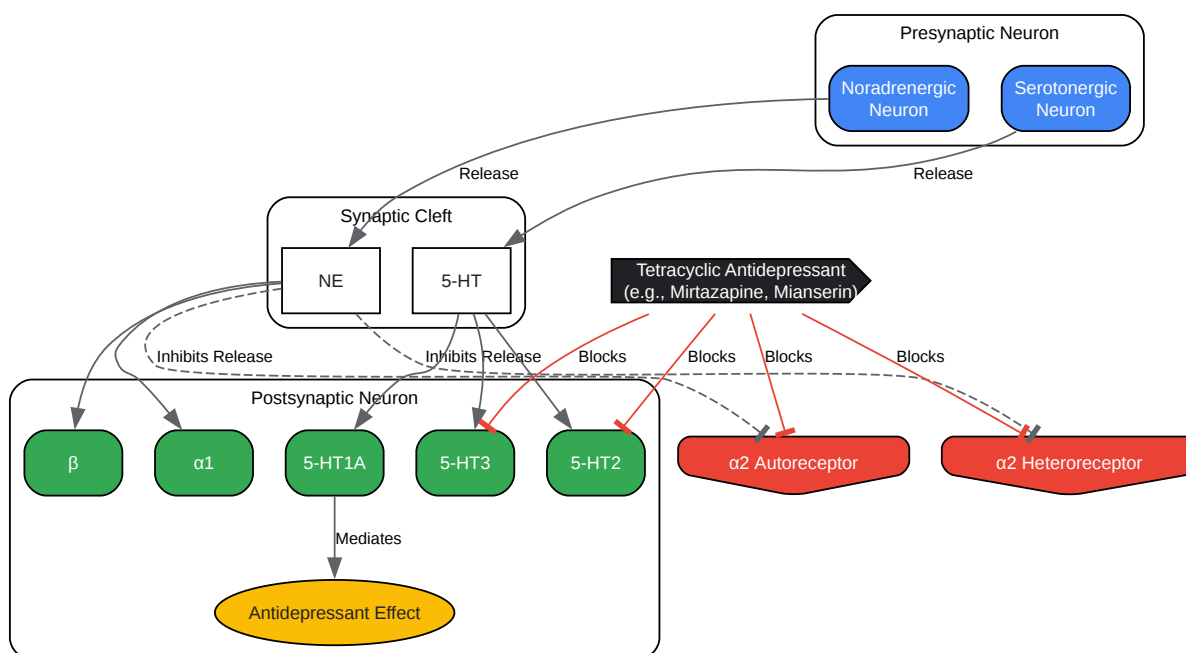 Presynaptic Neuron
Noradrenergic
Neuron
Serotonergic
Neuron
Release
Release
Synaptic Cleft
NE
5-HT
Tetracyclic Antidepressant
(e.g., Mirtazapine, Mianserin)
Inhibits Release
Inhibits Release
Blocks
Blocks
Blocks
Blocks
Postsynaptic Neuron
β
α1
5-HT1A
5-HT3
5-HT2
α2 Autoreceptor
α2 Heteroreceptor
Mediates
Antidepressant Effect